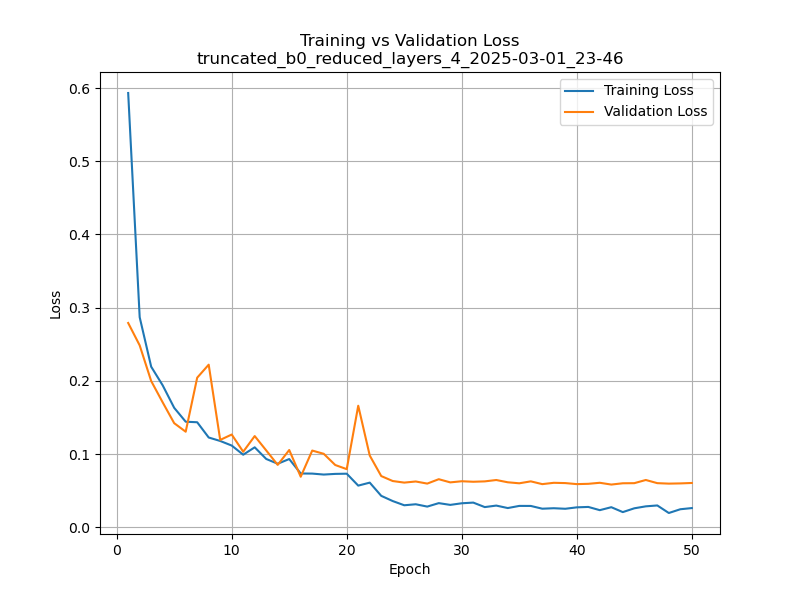 Training vs Validation Loss
truncated_b0_reduced_layers_4_2025-03-01_23-46
Training Loss
Validation Loss
0.6
0.5
0.4
0.3
0.2
0.1
0.0
Loss
0 10 20 30 40 50
Epoch